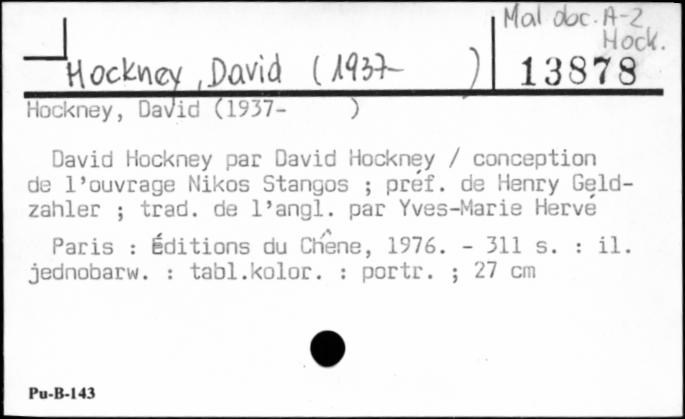 Mal doc. A-2
Hock.
Hockney, David (1937- )
13878
Hockney, David (1937- )
David Hockney par David Hockney / conception
de l'ouvrage Nikos Stangos ; préf. de Henry Geld-
zahler ; trad. de l'angl. par Yves-Marie Hervé
Paris : Éditions du Chêne, 1976. - 311 s. : il.
jednobarw. : tabl.kolor. : portr. ; 27 cm
Pu-B-143